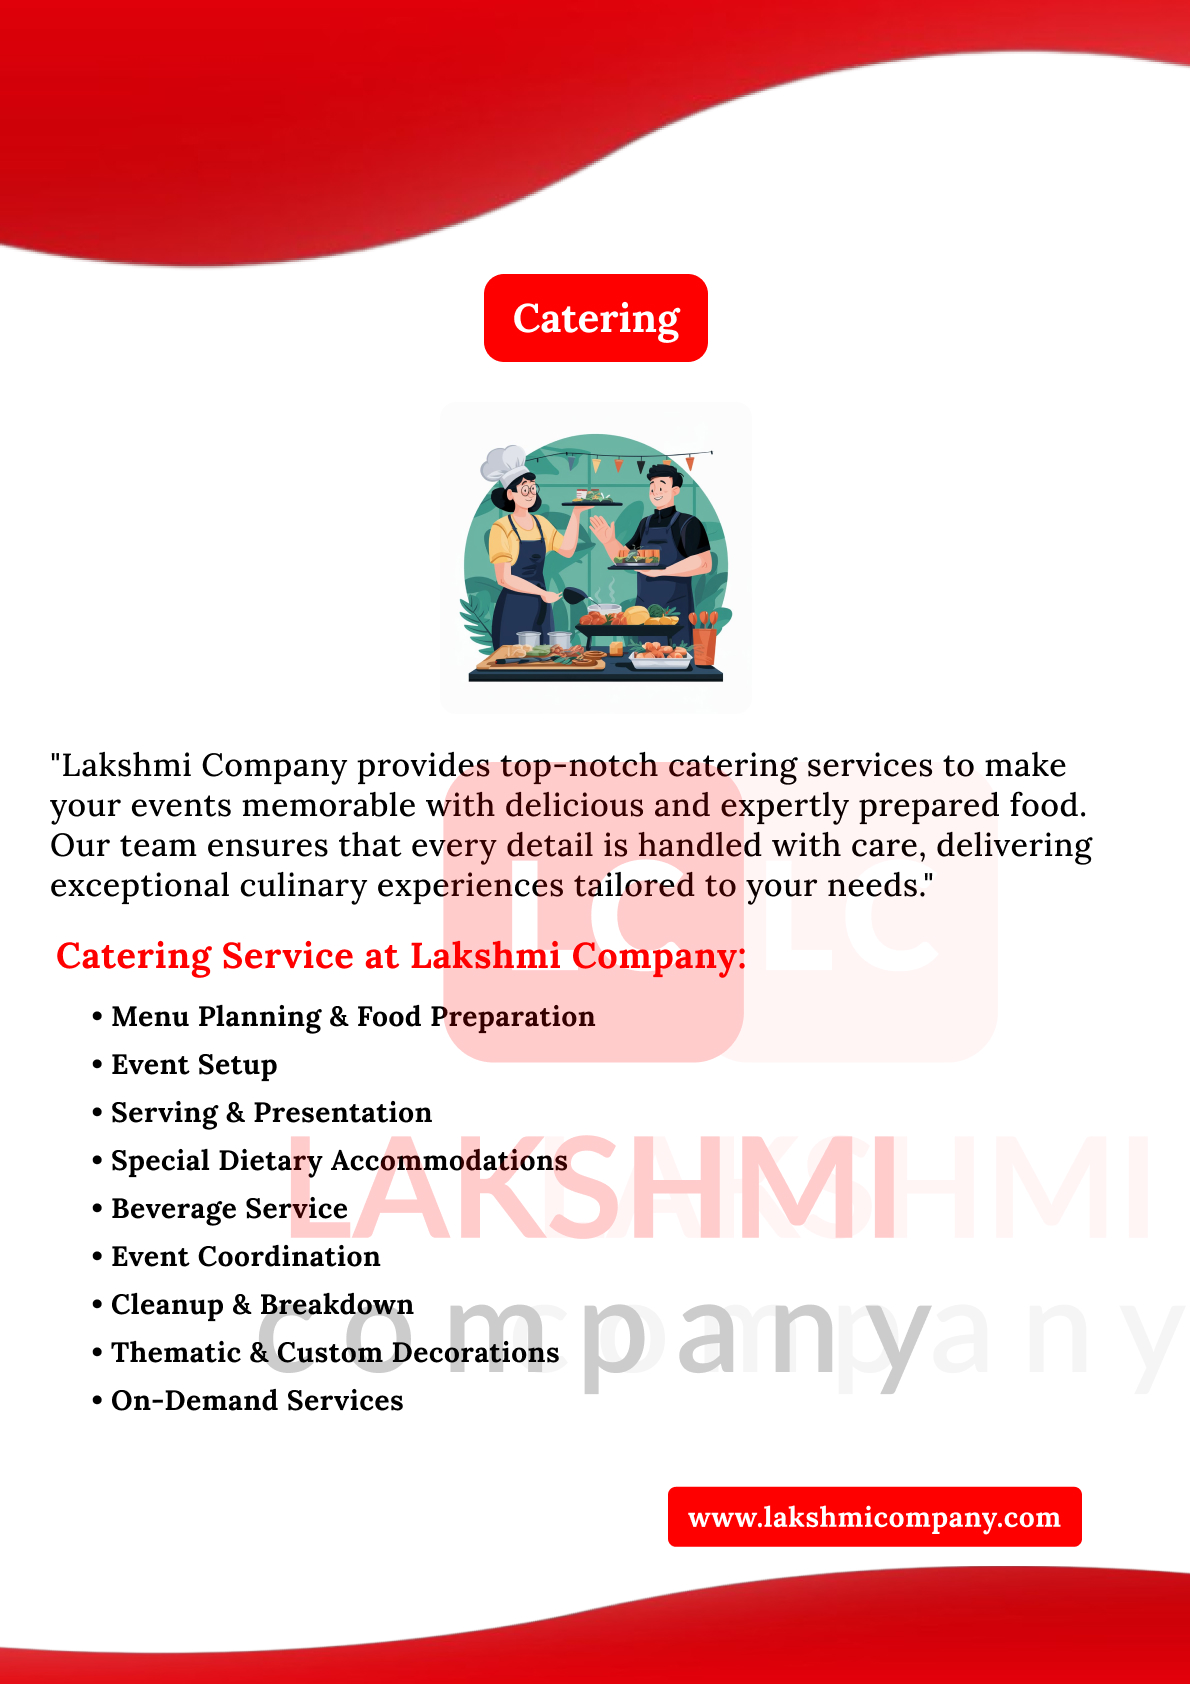 Catering
"Lakshmi Company provides top-notch catering services to make
your events memorable with delicious and expertly prepared food.
Our team ensures that every detail is handled with care, delivering
exceptional culinary experiences tailored to your needs."
LC LC
Catering Service at Lakshmi Company:
• Menu Planning & Food Preparation
• Event Setup
• Serving & Presentation
• Special Dietary Accommodations
• Beverage Service
• Event Coordination
• Cleanup & Breakdown
• Thematic & Custom Decorations
• On-Demand Services
LAKSHMI LAKSHMI
company company
www.lakshmicompany.com